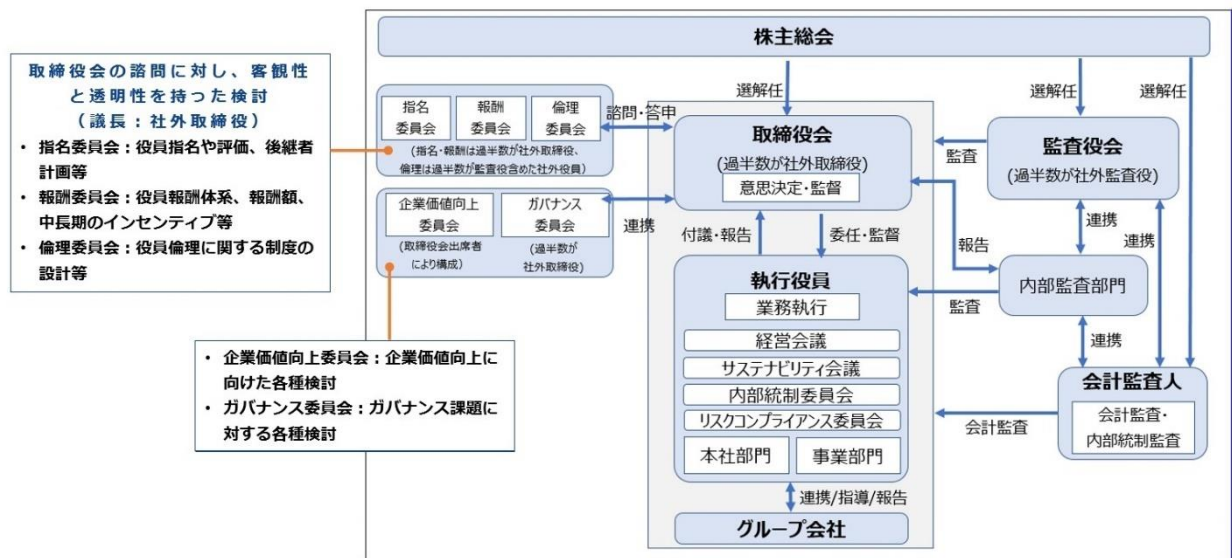 株主総会
取締役会の諮問に対し、客観性
と透明性を持った検討
（議長：社外取締役）
• 指名委員会：役員指名や評価、後継者
計画等
• 報酬委員会：役員報酬体系、報酬額、
中長期のインセンティブ等
• 倫理委員会：役員倫理に関する制度の
設計等
指名
委員会
報酬
委員会
倫理
委員会
(指名・報酬は過半数が社外取締役、
倫理は過半数が監査役含めた社外役員)
諮問・答申
企業価値向上
委員会
(取締役会出席者
により構成)
ガバナンス
委員会
(過半数が
社外取締役)
連携
• 企業価値向上委員会：企業価値向上に
向けた各種検討
• ガバナンス委員会：ガバナンス課題に
対する各種検討
選解任
取締役会
(過半数が社外取締役)
意思決定・監督
付議・報告
委任・監督
執行役員
業務執行
経営会議
サステナビリティ会議
内部統制委員会
リスクコンプライアンス委員会
本社部門
事業部門
連携/指導/報告
グループ会社
選解任
選解任
監査
監査役会
(過半数が社外監査役)
連携
連携
報告
内部監査部門
監査
連携
会計監査人
会計監査・
内部統制監査
会計監査